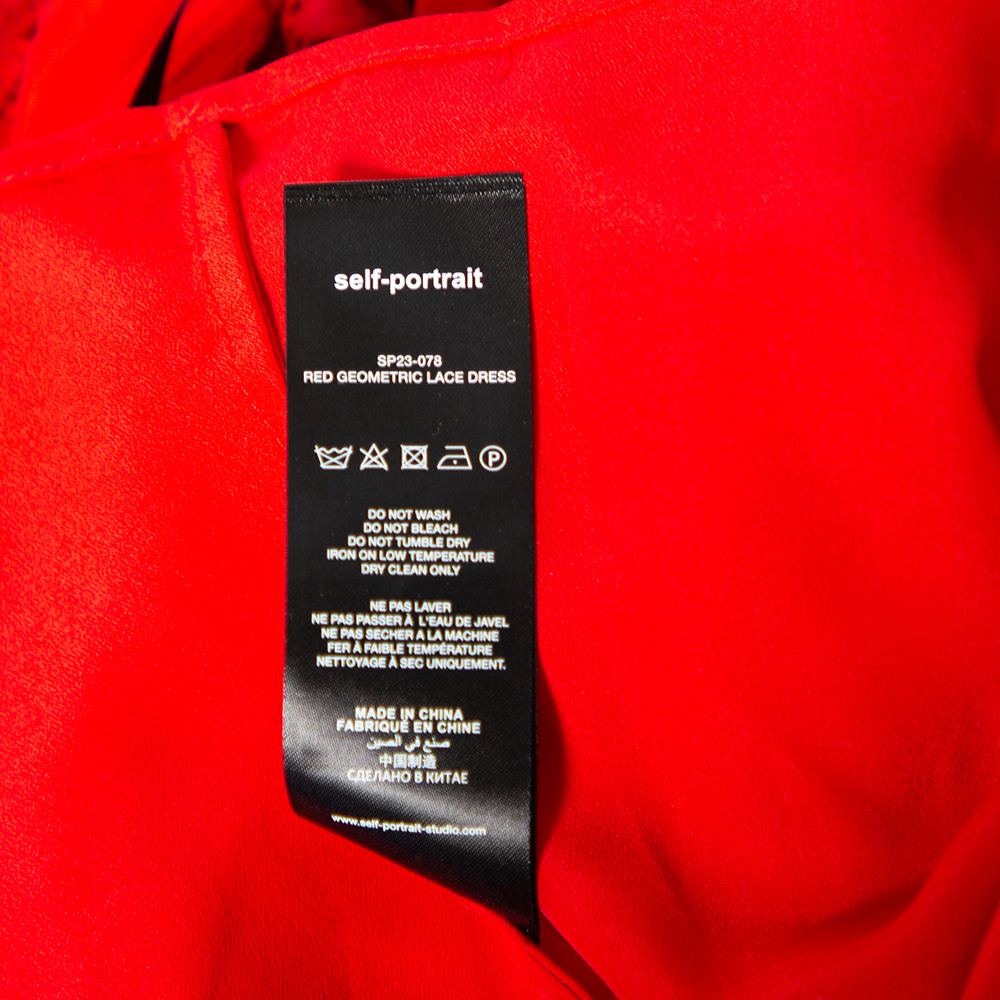 self-portrait
SP23-078
RED GEOMETRIC LACE DRESS
P
DO NOT WASH
DO NOT BLEACH
DO NOT TUMBLE DRY
IRON ON LOW TEMPERATURE
DRY CLEAN ONLY
NE PAS LAVER
NE PAS PASSER À L'EAU DE JAVEL
NE PAS SECHER A LA MACHINE
FER À FAIBLE TEMPÉRATURE
NETTOYAGE À SEC UNIQUEMENT.
MADE IN CHINA
FABRIQUÉ EN CHINE
صنع في الصين
中国制造
СДЕЛАНО В КИТАЕ
www.self-portrait-studio.com